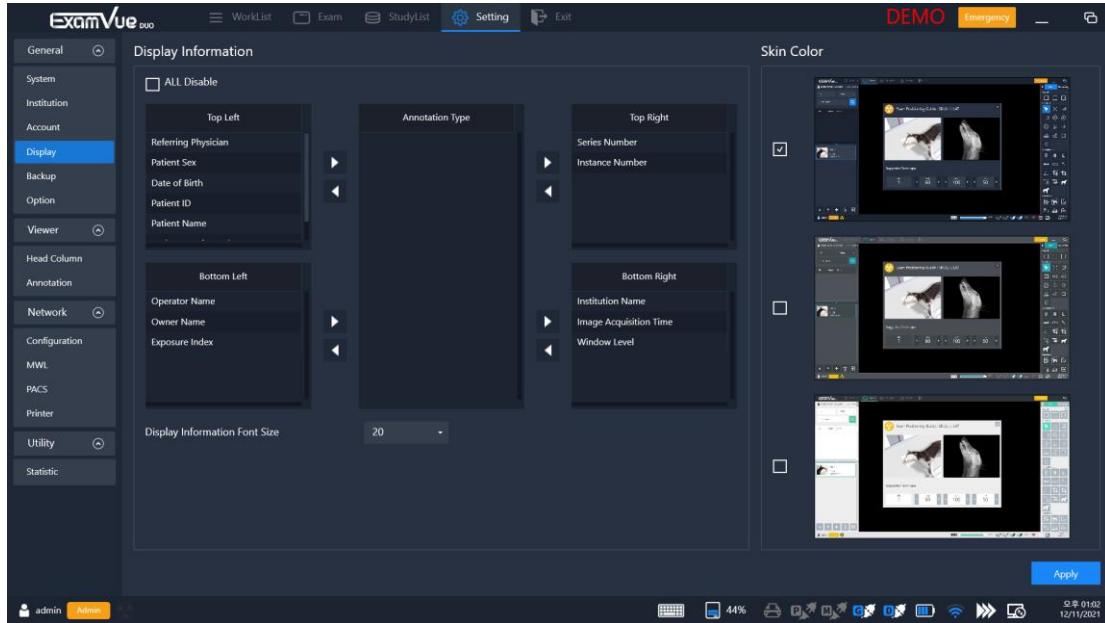 ExamVue DUO
WorkList
Exam
StudyList
Setting
Exit
DEMO
Emergency
General
System
Institution
Account
Display
Backup
Option
Viewer
Head Column
Annotation
Network
Configuration
MWL
PACS
Printer
Utility
Statistic
Display Information
ALL Disable
Top Left
Referring Physician
Patient Sex
Date of Birth
Patient ID
Patient Name
Annotation Type
Top Right
Series Number
Instance Number
Bottom Left
Operator Name
Owner Name
Exposure Index
Bottom Right
Institution Name
Image Acquisition Time
Window Level
Display Information Font Size
20
Skin Color
Apply
admin
Admin
44%
오후 01:02
12/11/2021